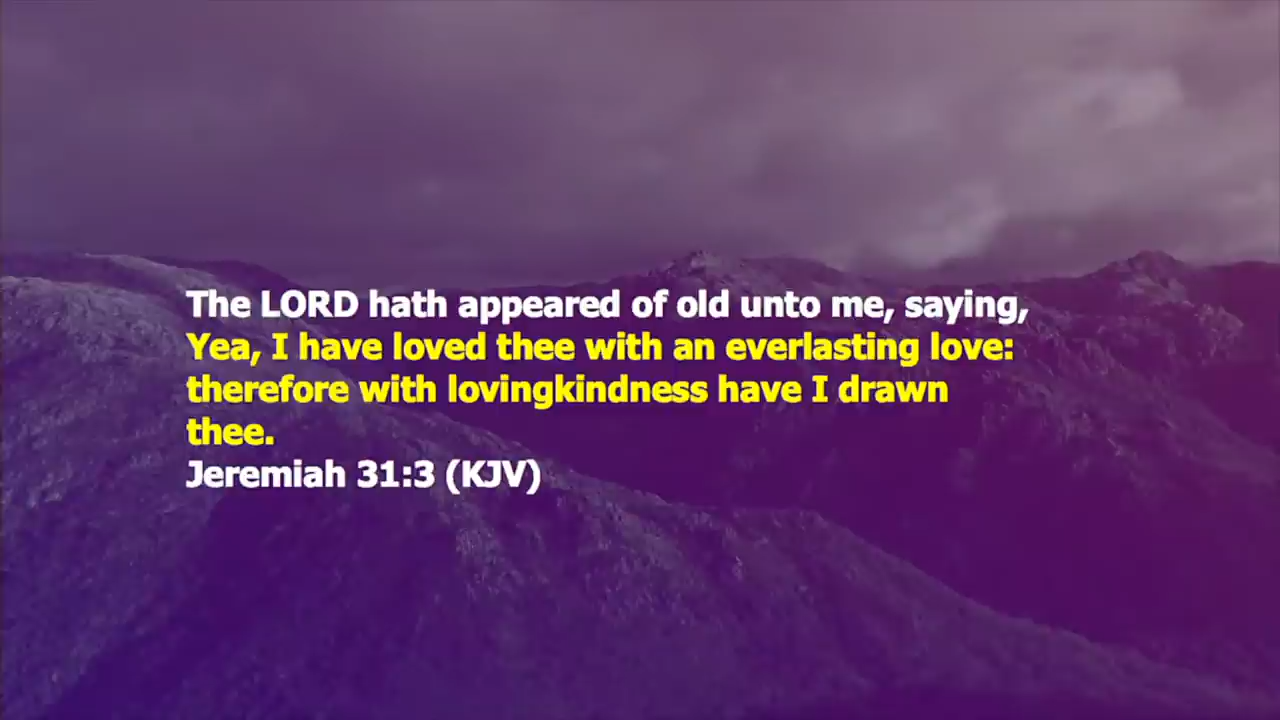 The LORD hath appeared of old unto me, saying,
Yea, I have loved thee with an everlasting love:
therefore with lovingkindness have I drawn
thee.
Jeremiah 31:3 (KJV)